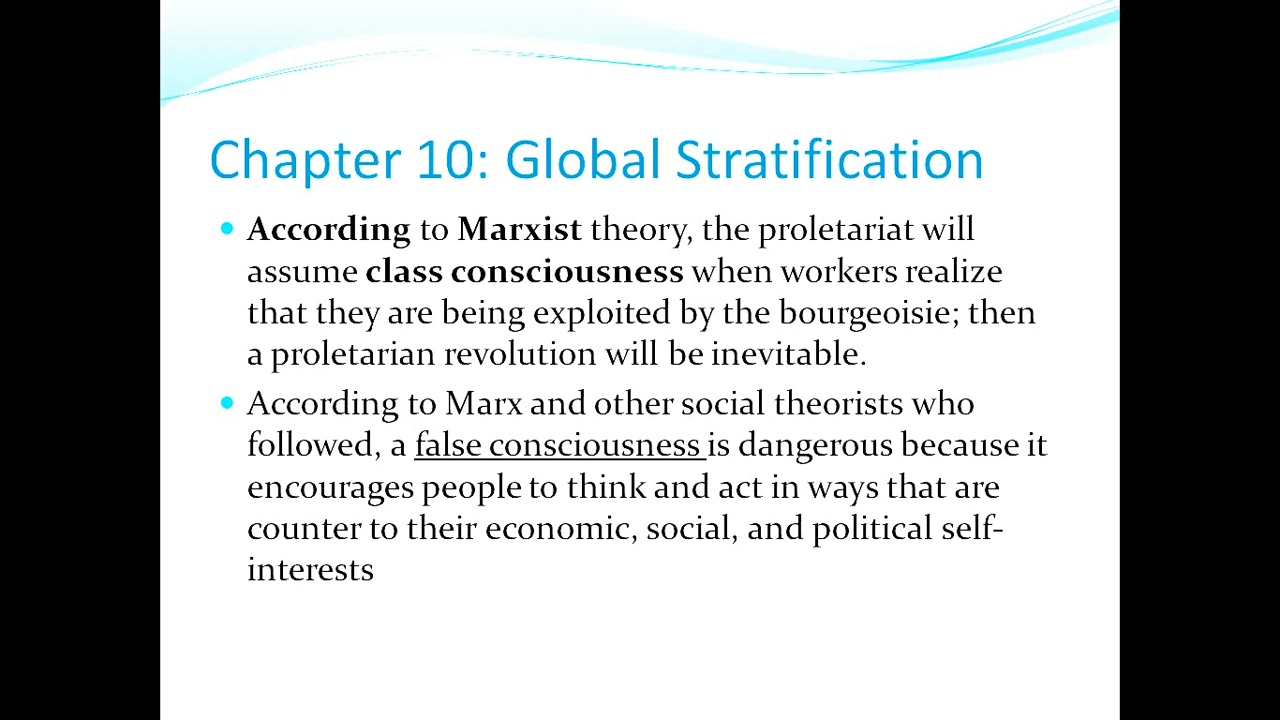 Chapter 10: Global Stratification
According to Marxist theory, the proletariat will
assume class consciousness when workers realize
that they are being exploited by the bourgeoisie; then
a proletarian revolution will be inevitable.
According to Marx and other social theorists who
followed, a false consciousness is dangerous because it
encourages people to think and act in ways that are
counter to their economic, social, and political self-
interests